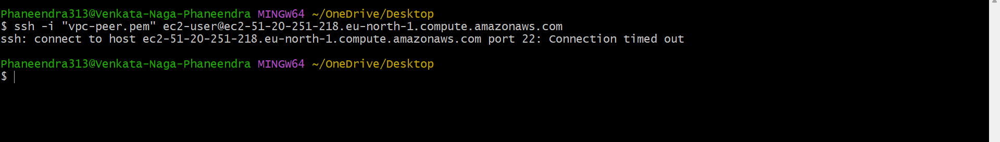 Phaneendra313@Venkata-Naga-Phaneendra MINGW64 ~/OneDrive/Desktop
$ ssh -i "vpc-peer.pem" ec2-user@ec2-51-20-251-218.eu-north-1.compute.amazonaws.com
ssh: connect to host ec2-51-20-251-218.eu-north-1.compute.amazonaws.com port 22: Connection timed out
Phaneendra313@Venkata-Naga-Phaneendra MINGW64 ~/OneDrive/Desktop
$